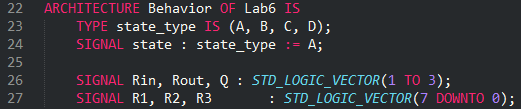 22 ARCHITECTURE Behavior OF Lab6 IS
23 TYPE state_type IS (A, B, C, D);
24 SIGNAL state : state_type := A;
25
26 SIGNAL Rin, Rout, Q : STD_LOGIC_VECTOR(1 TO 3);
27 SIGNAL R1, R2, R3 : STD_LOGIC_VECTOR(7 DOWNTO 0);